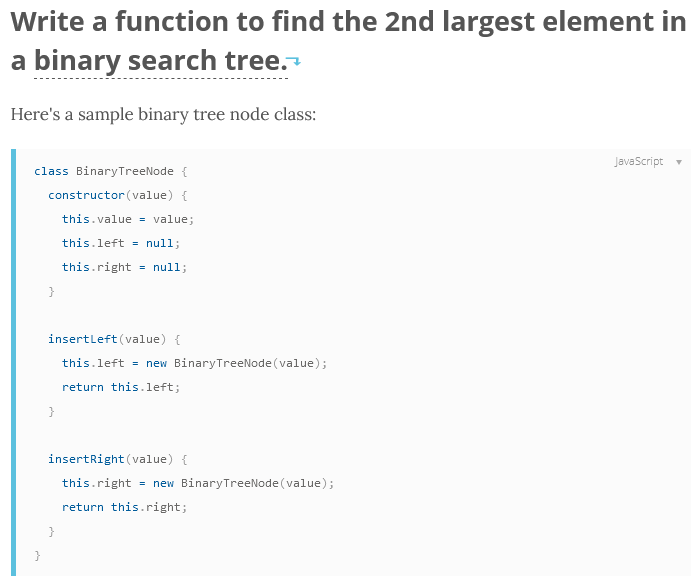 Write a function to find the 2nd largest element in
a binary search tree.
Here's a sample binary tree node class:
JavaScript
class BinaryTreeNode {
  constructor(value) {
    this.value = value;
    this.left = null;
    this.right = null;
  }
  insertLeft(value) {
    this.left = new BinaryTreeNode(value);
    return this.left;
  }
  insertRight(value) {
    this.right = new BinaryTreeNode(value);
    return this.right;
  }
}